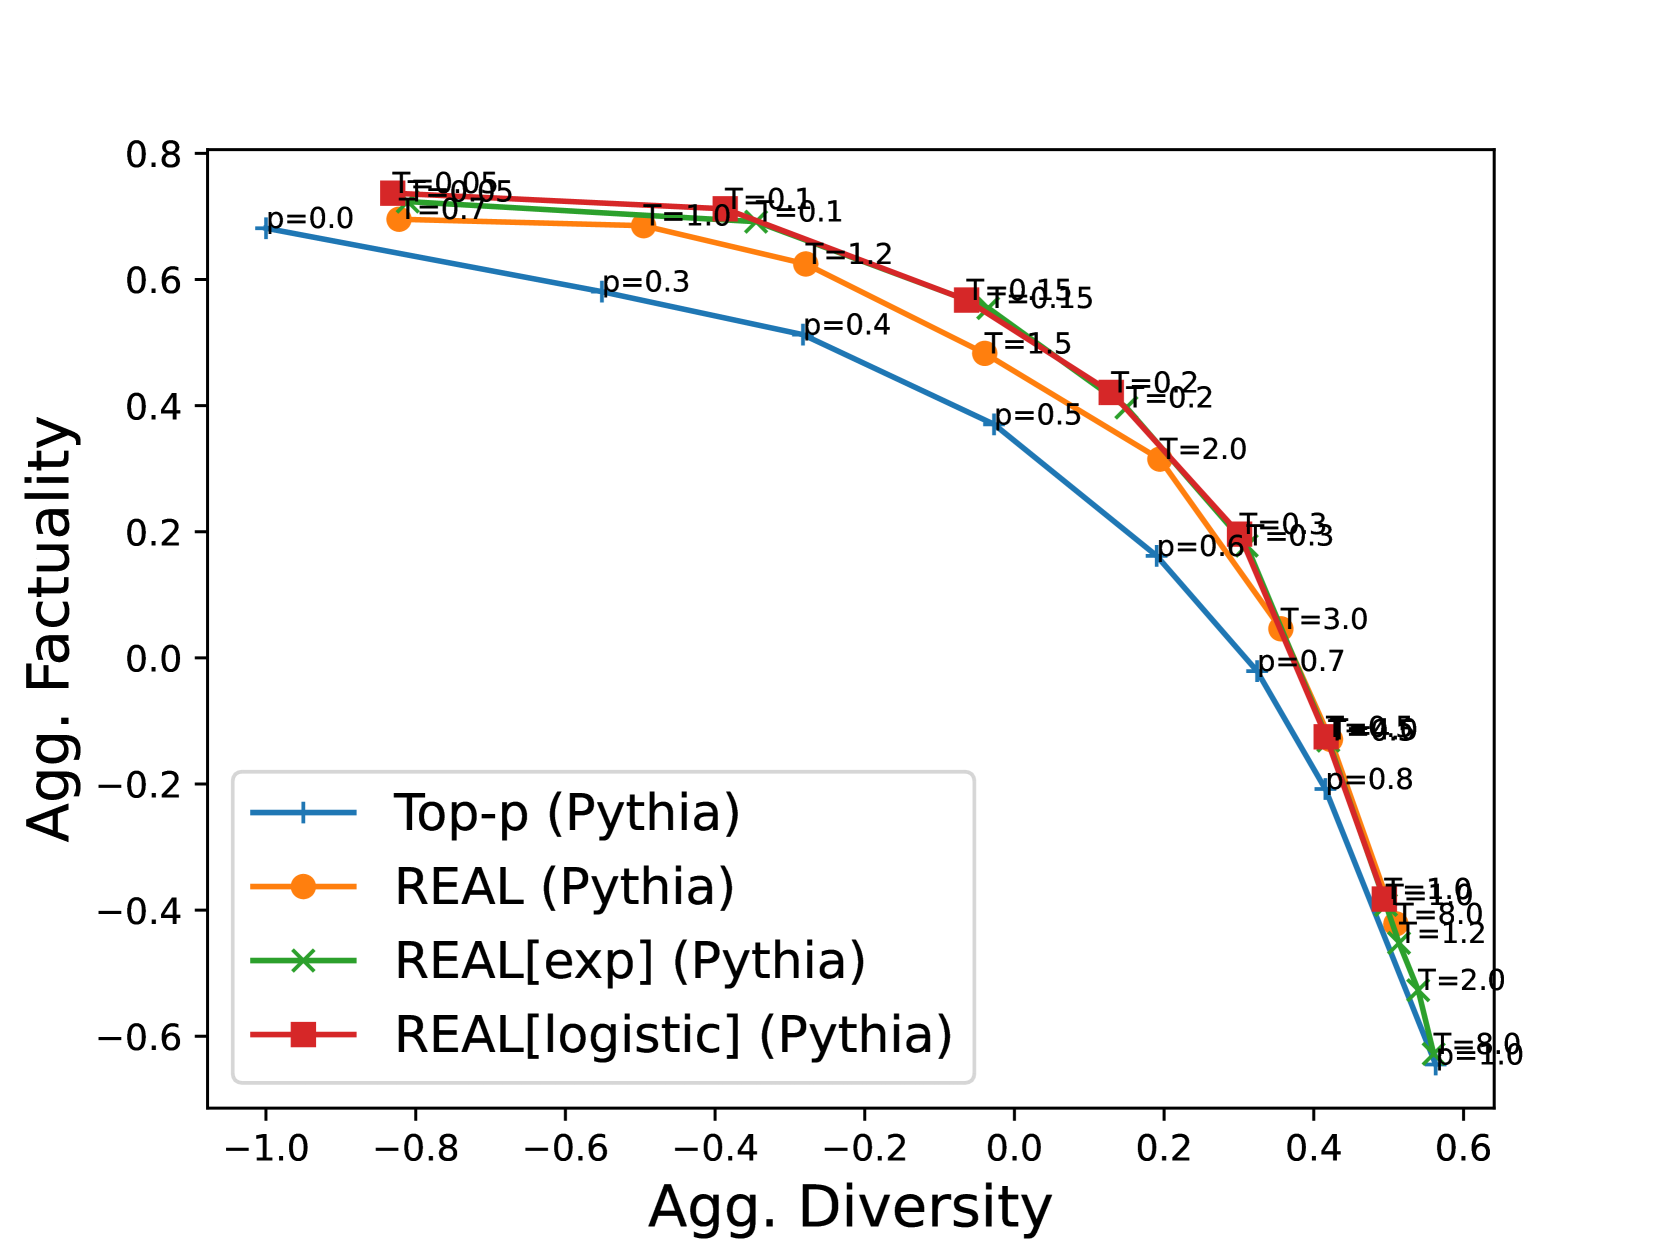 0.8
0.6
0.4
0.2
0.0
−0.2
−0.4
−0.6
Agg. Factuality
p=0.0
p=0.3
p=0.4
p=0.5
p=0.6
p=0.7
p=0.8
p=1.0
T=0.7
T=1.0
T=1.2
T=1.5
T=2.0
T=3.0
T=4.0
T=8.0
T=0.05
T=0.1
T=0.15
T=0.2
T=0.3
T=0.5
T=1.0
T=1.2
T=2.0
T=8.0
T=0.05
T=0.1
T=0.15
T=0.2
T=0.3
T=0.5
T=1.0
Top-p (Pythia)
REAL (Pythia)
REAL[exp] (Pythia)
REAL[logistic] (Pythia)
−1.0
−0.8
−0.6
−0.4
−0.2
0.0
0.2
0.4
0.6
Agg. Diversity